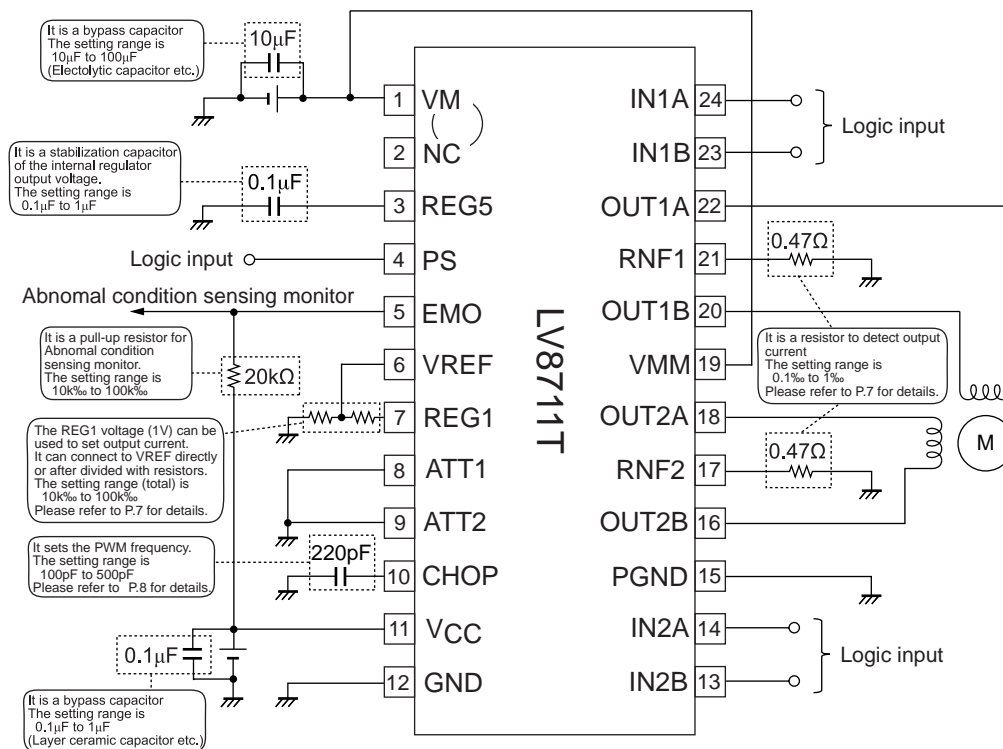 It is a bypass capacitor
The setting range is
10µF to 100µF
(Electolytic capacitor etc.)
10µF
It is a stabilization capacitor
of the internal regulator
output voltage.
The setting range is
0.1µF to 1µF
0.1µF
Logic input
Abnomal condition sensing monitor
It is a pull-up resistor for
Abnomal condition
sensing monitor.
The setting range is
10k‰ to 100k‰
20kΩ
The REG1 voltage (1V) can be
used to set output current.
It can connect to VREF directly
or after divided with resistors.
The setting range (total) is
10k‰ to 100k‰
Please refer to P.7 for details.
It sets the PWM frequency.
The setting range is
100pF to 500pF
Please refer to P.8 for details.
220pF
0.1µF
It is a bypass capacitor
The setting range is
0.1µF to 1µF
(Layer ceramic capacitor etc.)
1 VM
2 NC
3 REG5
4 PS
5 EMO
6 VREF
7 REG1
8 ATT1
9 ATT2
10 CHOP
11 VCC
12 GND
LV8711T
IN1A 24
IN1B 23
OUT1A 22
RNF1 21
OUT1B 20
VMM 19
OUT2A 18
RNF2 17
OUT2B 16
PGND 15
IN2A 14
IN2B 13
Logic input
0.47Ω
It is a resistor to detect output
current
The setting range is
0.1‰ to 1‰
Please refer to P.7 for details.
0.47Ω
M
Logic input